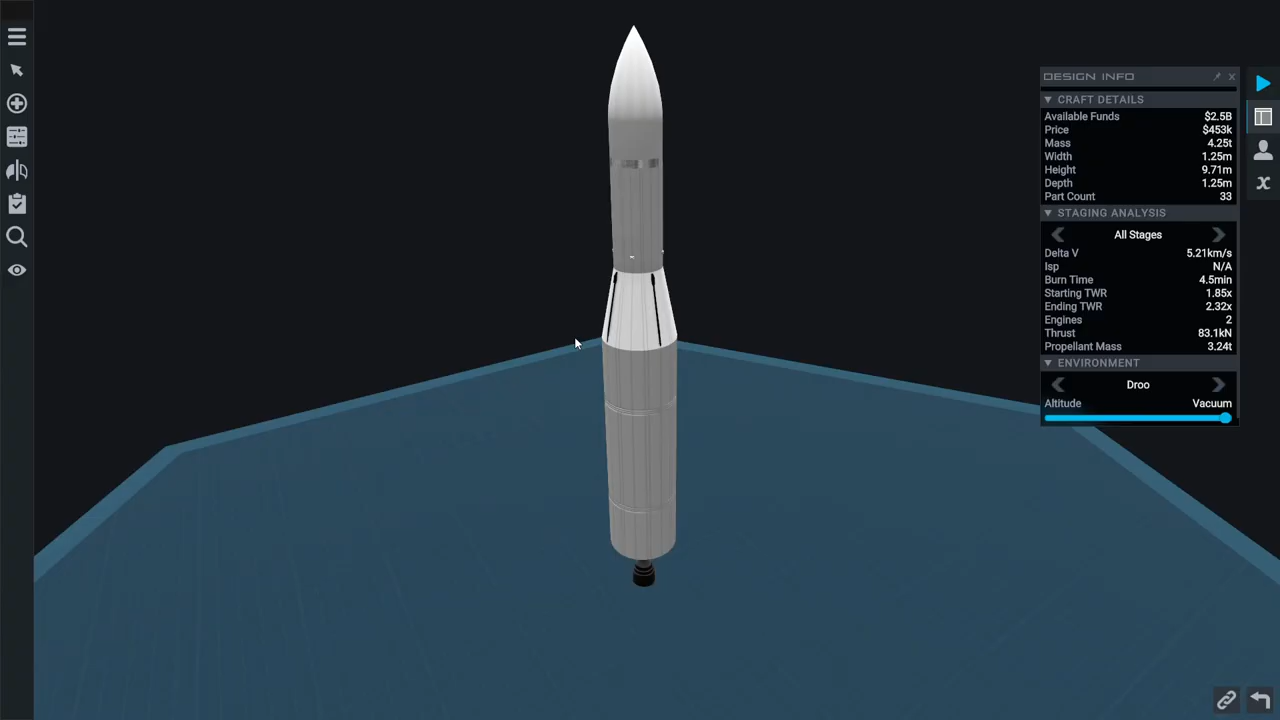 DESIGN INFO
CRAFT DETAILS
Available Funds $2.5B
Price $453k
Mass 4.25t
Width 1.25m
Height 9.71m
Depth 1.25m
Part Count 33
STAGING ANALYSIS
All Stages
Delta V 5.21km/s
Isp N/A
Burn Time 4.5min
Starting TWR 1.85x
Ending TWR 2.32x
Engines 2
Thrust 83.1kN
Propellant Mass 3.24t
ENVIRONMENT
Droo
Altitude Vacuum